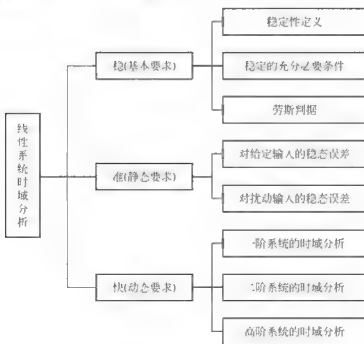 线性系统时域分析
稳(基本要求)
稳定性定义
稳定的充分必要条件
劳斯判据
准(静态要求)
对给定输入的稳态误差
对扰动输入的稳态误差
快(动态要求)
一阶系统的时域分析
二阶系统的时域分析
高阶系统的时域分析